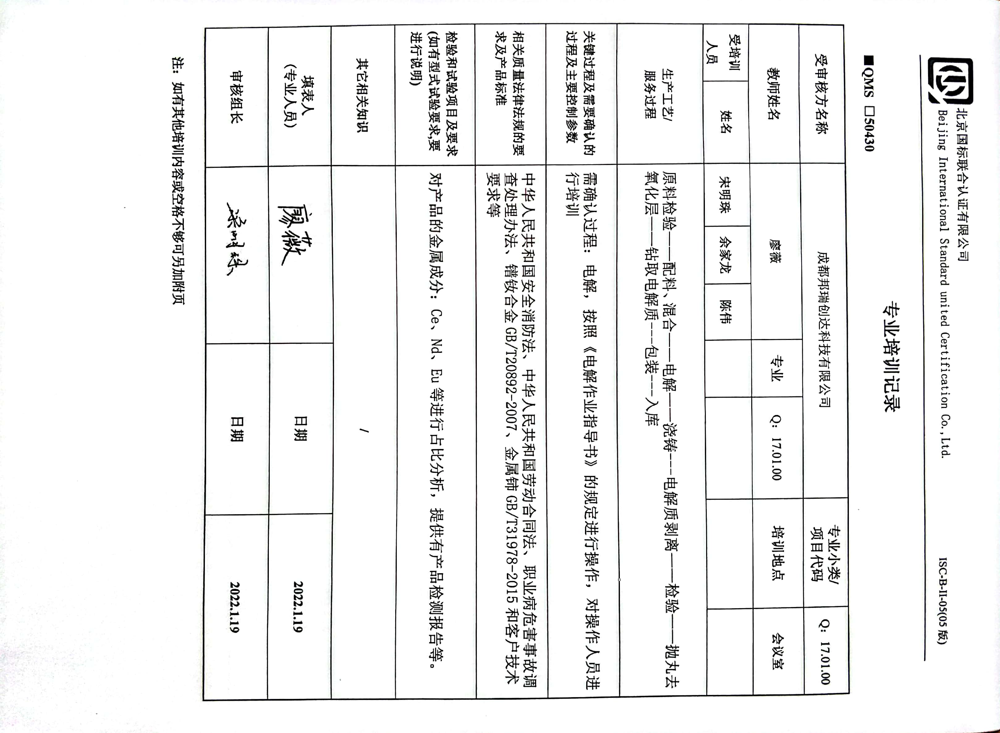 北京国标联合认证有限公司
Beijing International Standard united Certification Co.,Ltd.
ISC-B-II-05(05 版)
专业培训记录
■QMS □50430
受审核方名称
成都邦瑞创达科技有限公司
专业小类/
项目代码
Q：17.01.00
教师姓名
廖薇
专业
Q：17.01.00
培训地点
会议室
受培训
人员
姓名
宋明珠
余家龙
陈伟
生产工艺/
服务过程
原料检验——配料、混合——电解——浇铸---电解质剥离——检验——抛丸去
氧化层——钻取电解质---包装---入库
关键过程及需要确认的
过程及主要控制参数
需确认过程：电解，按照《电解作业指导书》的规定进行操作，对操作人员进
行培训
相关质量法律法规的要
求及产品标准
中华人民共和国安全消防法、中华人民共和国劳动合同法、职业病危害事故调
查处理办法、镨钕合金 GB/T20892-2007、金属铈 GB/T31978-2015 和客户技术
要求等
检验和试验项目及要求
(如有型式试验要求,要
进行说明)
对产品的金属成分：Ce、Nd、Eu 等进行占比分析，提供有产品检测报告等。
其它相关知识
/
填表人
(专业人员)
廖薇
日期
2022.1.19
审核组长
宋明珠
日期
2022.1.19
注：如有其他培训内容或空格不够可另加附页